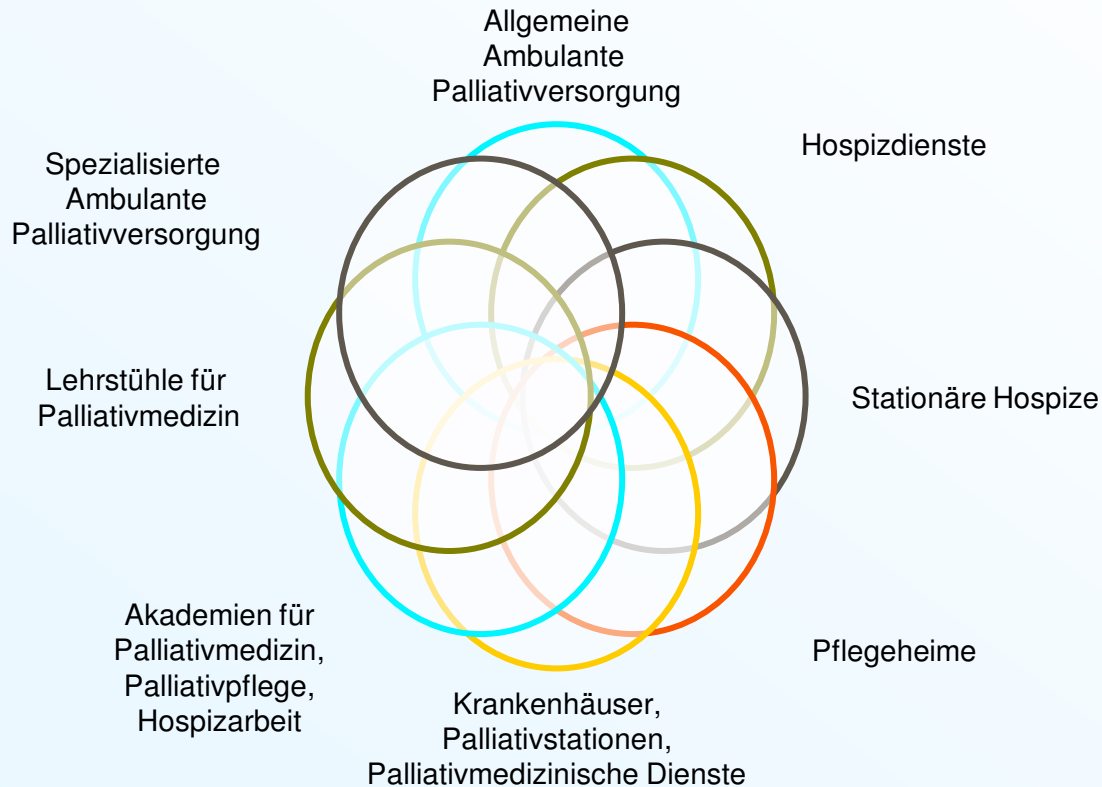 Allgemeine
Ambulante
Palliativversorgung
Hospizdienste
Spezialisierte
Ambulante
Palliativversorgung
Lehrstühle für
Palliativmedizin
Stationäre Hospize
Akademien für
Palliativmedizin,
Palliativpflege,
Hospizarbeit
Pflegeheime
Krankenhäuser,
Palliativstationen,
Palliativmedizinische Dienste